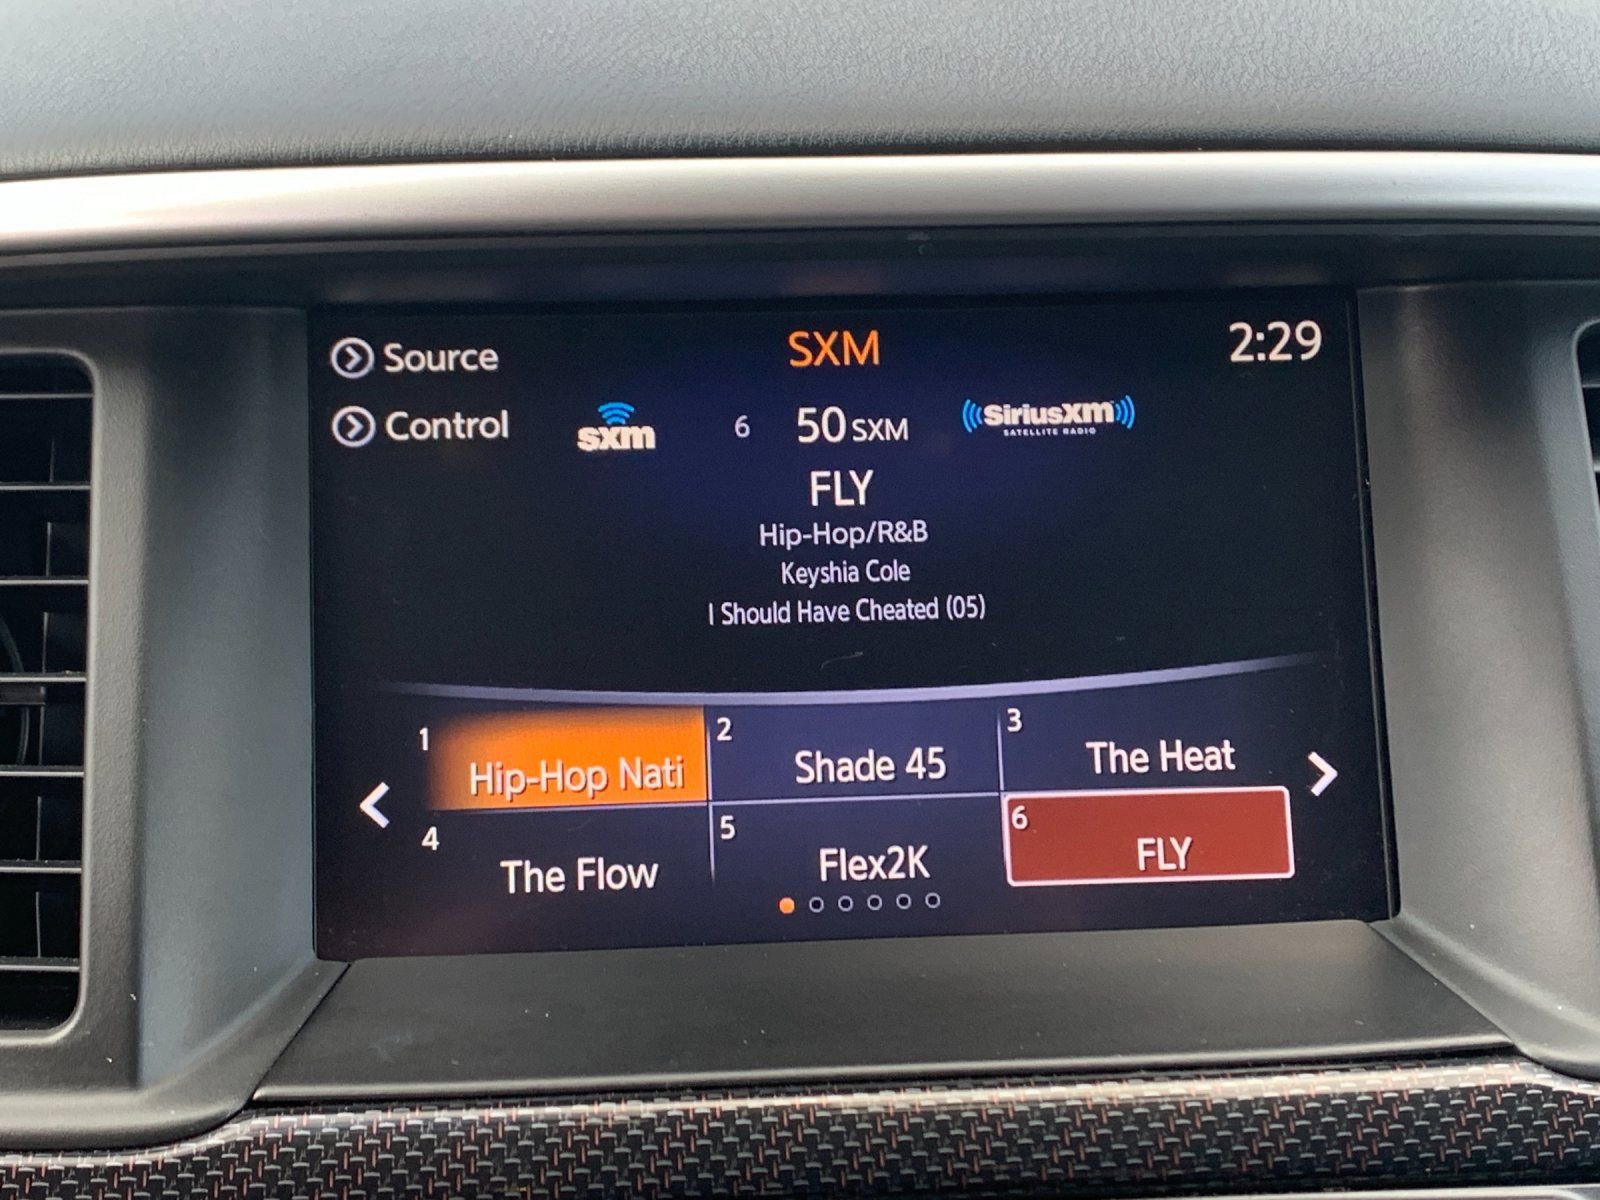 Source
SXM
2:29
Control
sxm
6
50 SXM
SiriusXM
SATELLITE RADIO
FLY
Hip-Hop/R&B
Keyshia Cole
I Should Have Cheated (05)
1 Hip-Hop Nati
2 Shade 45
3 The Heat
4 The Flow
5 Flex2K
6 FLY